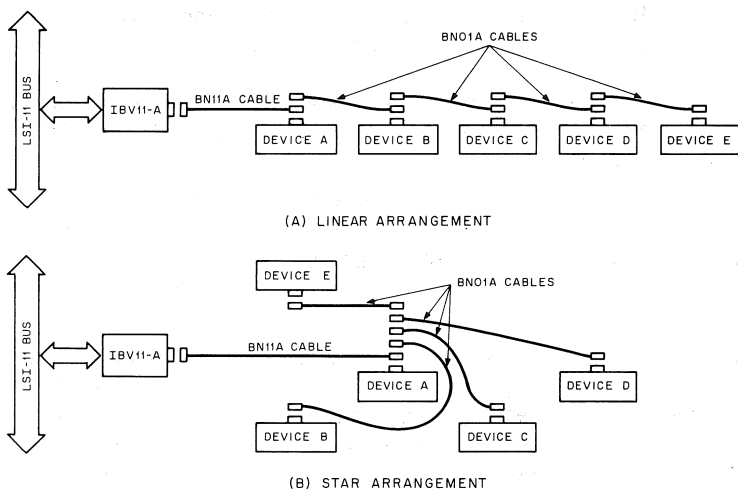 BN01A CABLES
LSI-11 BUS
IBV11-A
BN11A CABLE
DEVICE A
DEVICE B
DEVICE C
DEVICE D
DEVICE E
(A) LINEAR ARRANGEMENT
DEVICE E
BN01A CABLES
LSI-11 BUS
IBV11-A
BN11A CABLE
DEVICE A
DEVICE D
DEVICE B
DEVICE C
(B) STAR ARRANGEMENT